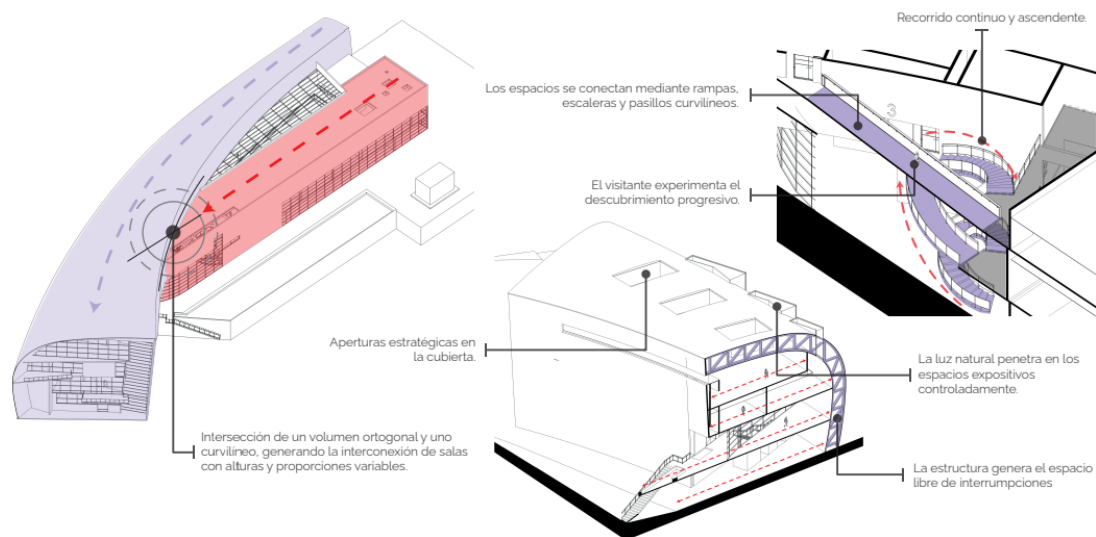 Recorrido continuo y ascendente.
Los espacios se conectan mediante rampas,
escaleras y pasillos curvilíneos.
3
El visitante experimenta el
descubrimiento progresivo.
Aperturas estratégicas en
la cubierta.
La luz natural penetra en los
espacios expositivos
controladamente.
Intersección de un volumen ortogonal y uno
curvilíneo, generando la interconexión de salas
con alturas y proporciones variables.
La estructura genera el espacio
libre de interrumpciones